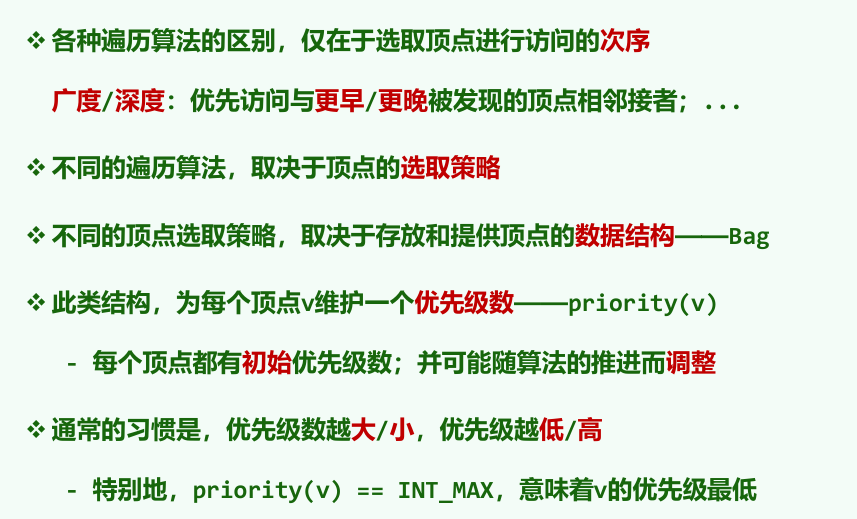 ❖ 各种遍历算法的区别，仅在于选取顶点进行访问的次序
广度/深度：优先访问与更早/更晚被发现的顶点相邻接者；...
❖ 不同的遍历算法，取决于顶点的选取策略
❖ 不同的顶点选取策略，取决于存放和提供顶点的数据结构——Bag
❖ 此类结构，为每个顶点v维护一个优先级数——priority(v)
- 每个顶点都有初始优先级数；并可能随算法的推进而调整
❖ 通常的习惯是，优先级数越大/小，优先级越低/高
- 特别地，priority(v) == INT_MAX，意味着v的优先级最低